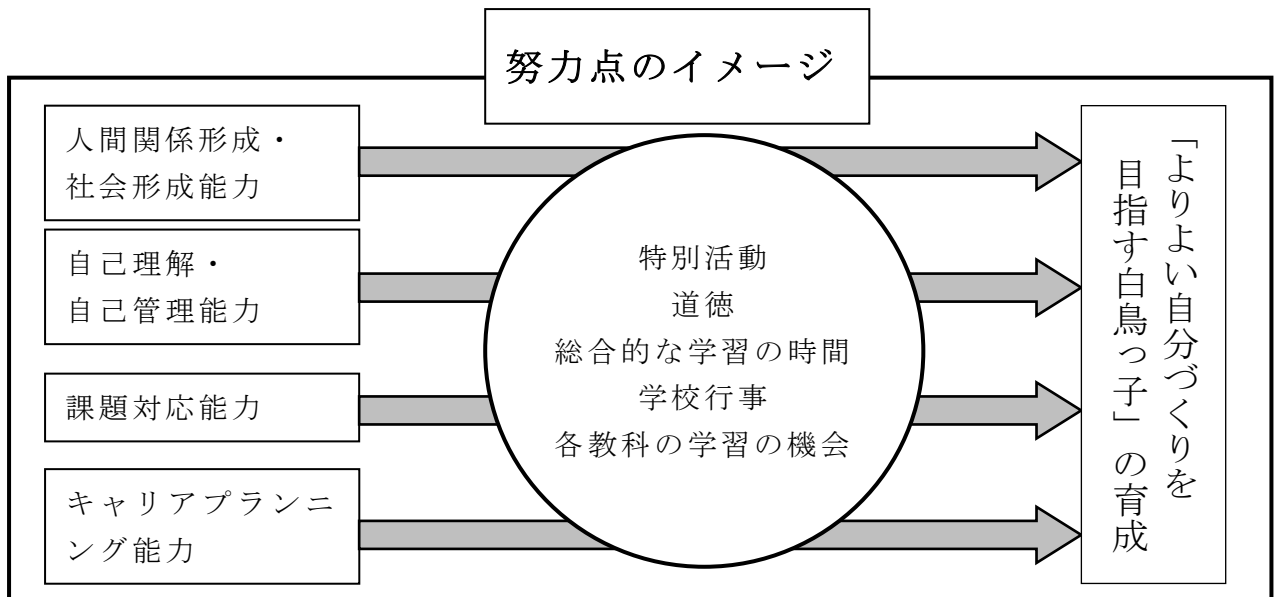 努力点のイメージ
人間関係形成・
社会形成能力
自己理解・
自己管理能力
課題対応能力
キャリアプランニ
ング能力
特別活動
道徳
総合的な学習の時間
学校行事
各教科の学習の機会
「よりよい自分づくりを
目指す白鳥っ子」の育成